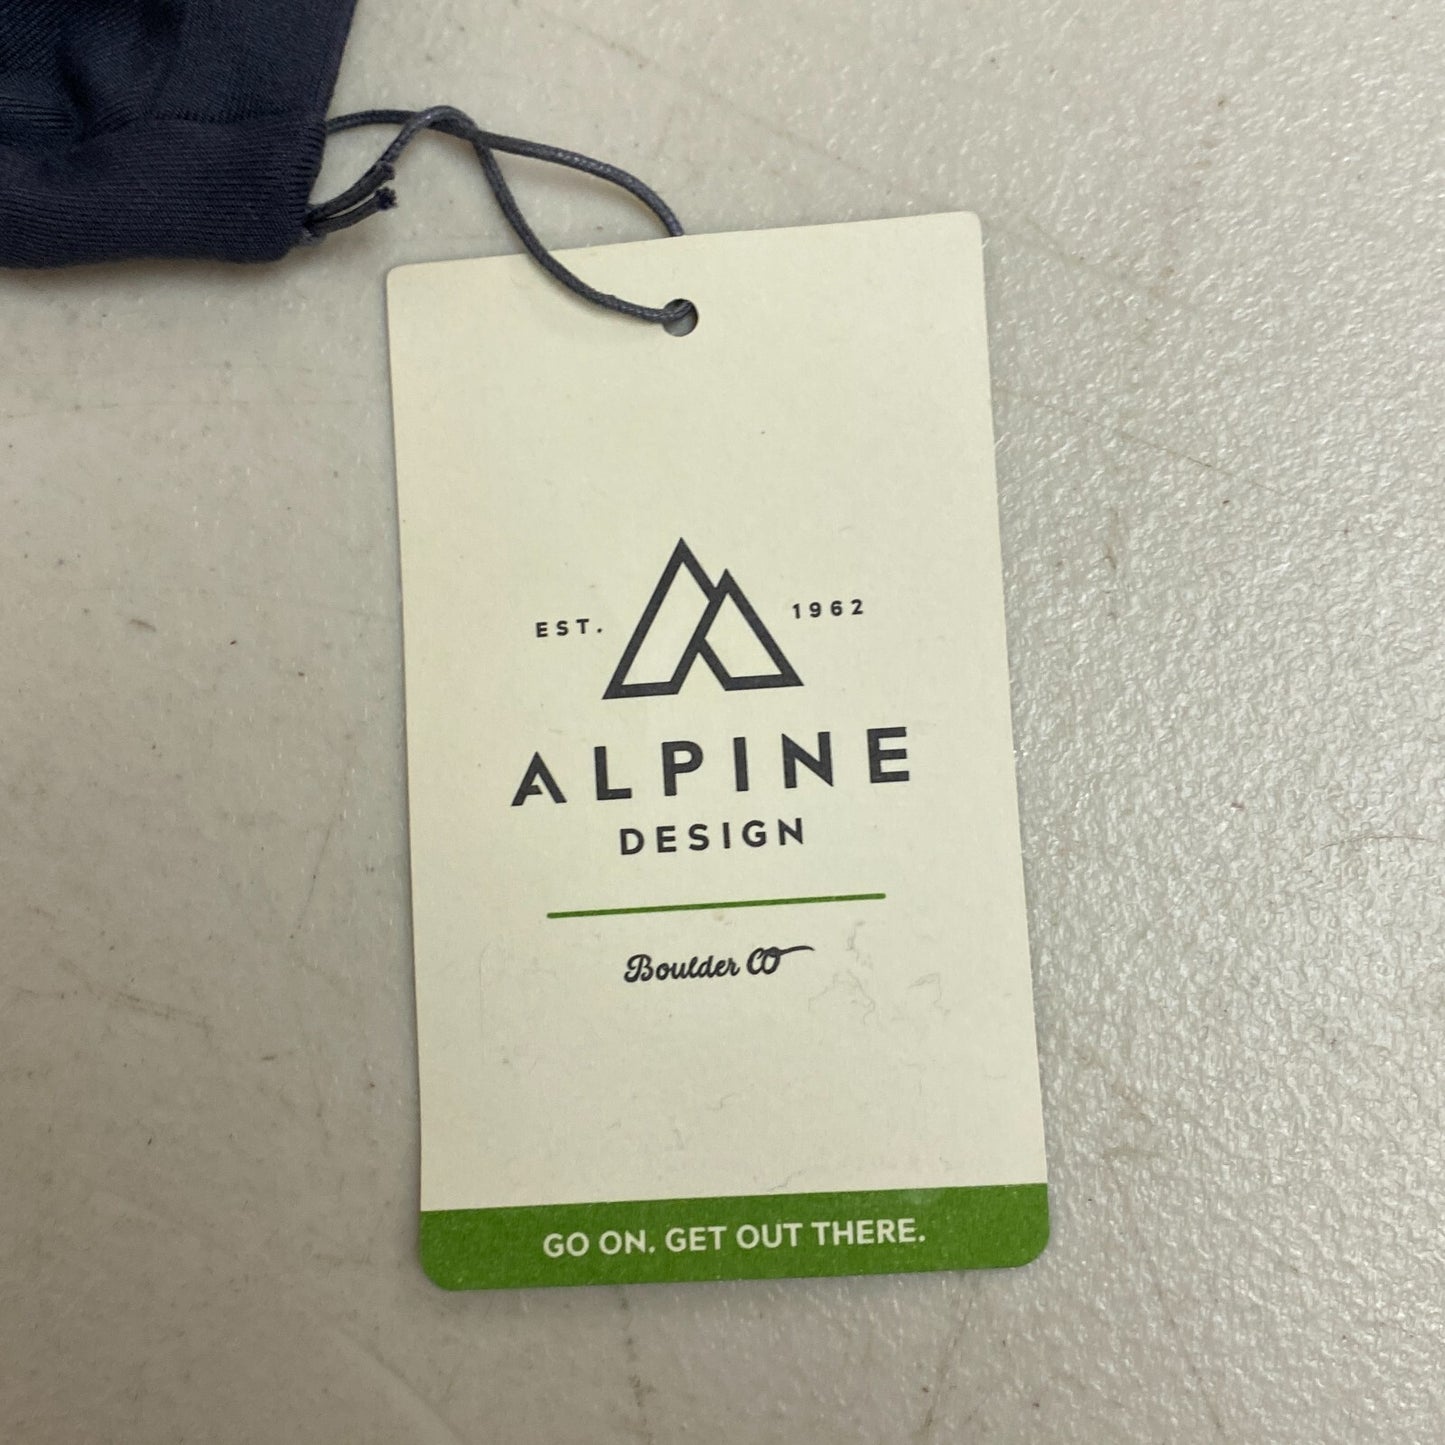 EST. 1962
ALPINE
DESIGN
Boulder CO
GO ON. GET OUT THERE.